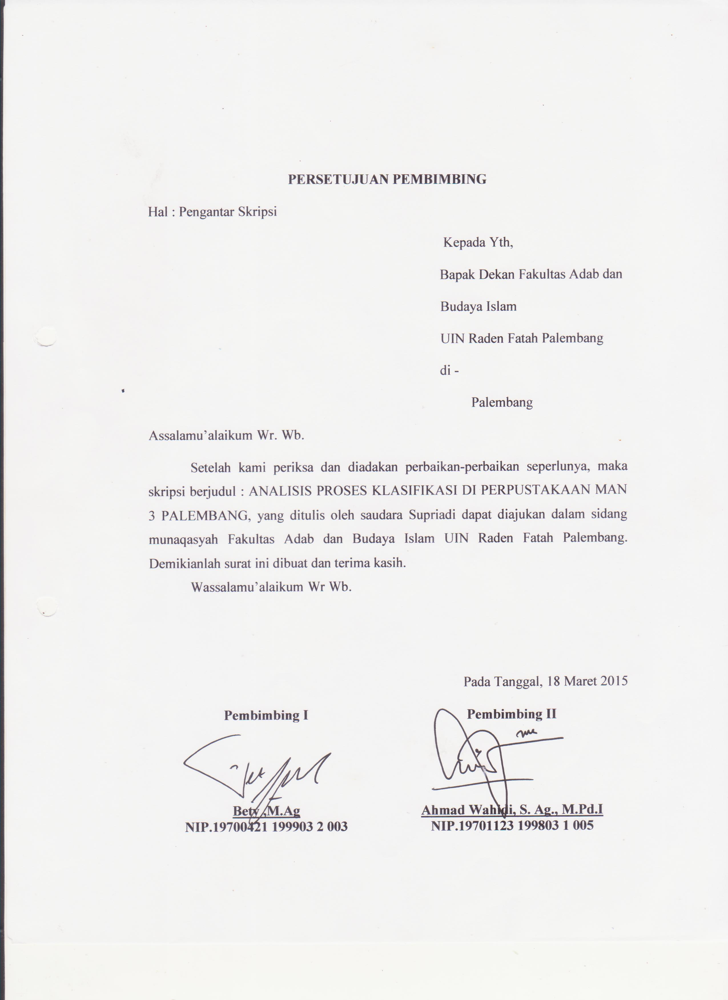 PERSETUJUAN PEMBIMBING
Hal : Pengantar Skripsi
Kepada Yth,
Bapak Dekan Fakultas Adab dan
Budaya Islam
UIN Raden Fatah Palembang
di -
Palembang
Assalamu’alaikum Wr. Wb.
Setelah kami periksa dan diadakan perbaikan-perbaikan seperlunya, maka
skripsi berjudul : ANALISIS PROSES KLASIFIKASI DI PERPUSTAKAAN MAN
3 PALEMBANG, yang ditulis oleh saudara Supriadi dapat diajukan dalam sidang
munaqasyah Fakultas Adab dan Budaya Islam UIN Raden Fatah Palembang.
Demikianlah surat ini dibuat dan terima kasih.
Wassalamu’alaikum Wr Wb.
Pada Tanggal, 18 Maret 2015
Pembimbing I Pembimbing II
Bety ,M.Ag Ahmad Wahidi, S. Ag., M.Pd.I
NIP.19700421 199903 2 003 NIP.19701123 199803 1 005